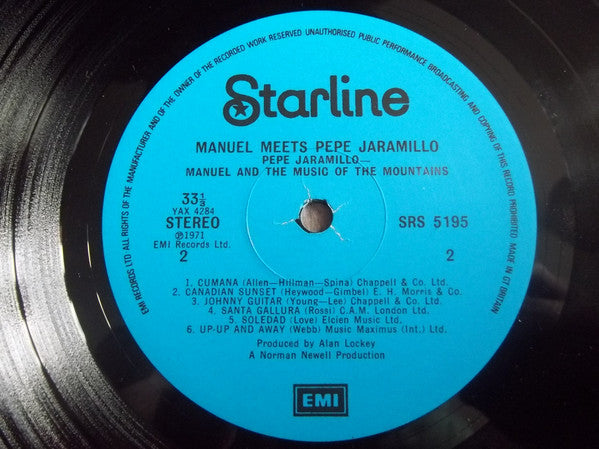 EMI RECORDS LTD ALL RIGHTS OF THE MANUFACTURER AND OF THE OWNER OF THE RECORDED WORK RESERVED UNAUTHORISED PUBLIC PERFORMANCE BROADCASTING AND COPYING OF THIS RECORD PROHIBITED MADE IN GT BRITAIN
Starline
MANUEL MEETS PEPE JARAMILLO
PEPE JARAMILLO—
MANUEL AND THE MUSIC OF THE MOUNTAINS
33⅓
YAX 4284
STEREO
SRS 5195
℗1971
EMI Records Ltd.
2
2
1. CUMANA (Allen—Hrilman—Spina) Chappell & Co. Ltd.
2. CANADIAN SUNSET (Heywood—Gimbel) E. H. Morris & Co.
3. JOHNNY GUITAR (Young—Lee) Chappell & Co. Ltd.
4. SANTA GALLURA (Rossi) C.A.M. London Ltd.
5. SOLEDAD (Love) Elcien Music Ltd.
6. UP-UP AND AWAY (Webb) Music Maximus (Int.) Ltd.
Produced by Alan Lockey
A Norman Newell Production
EMI